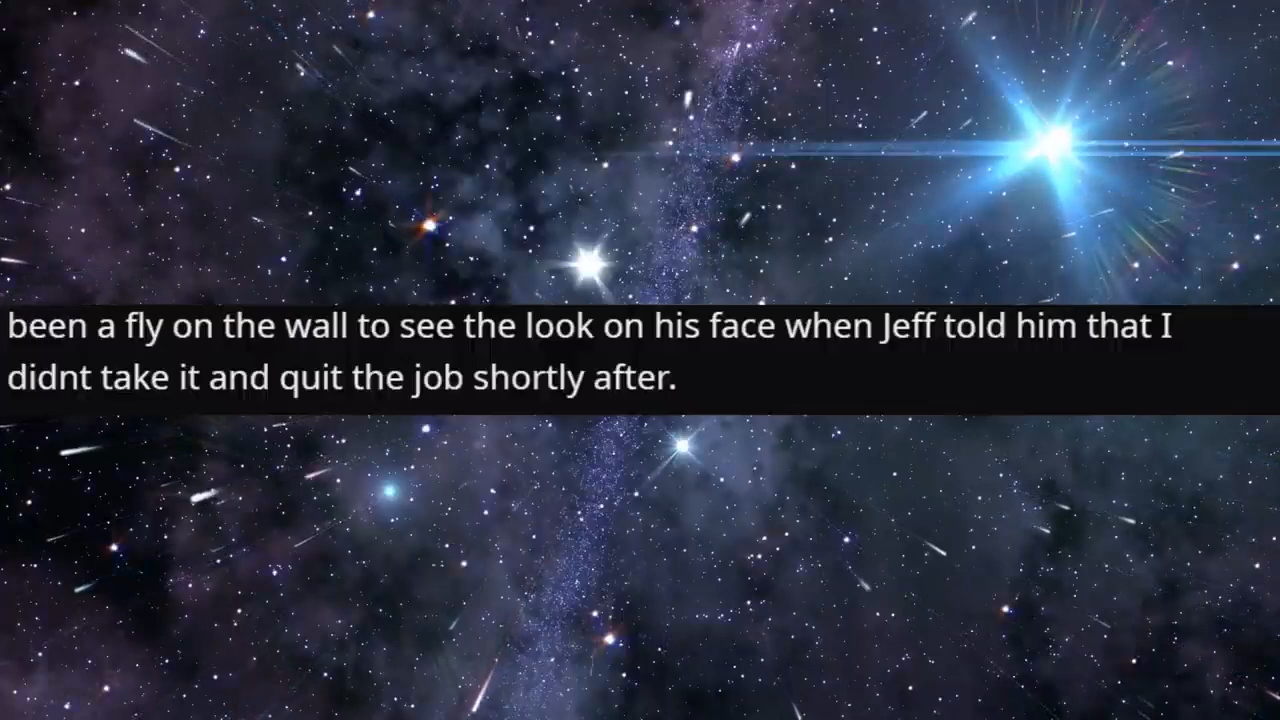 been a fly on the wall to see the look on his face when Jeff told him that I
didnt take it and quit the job shortly after.